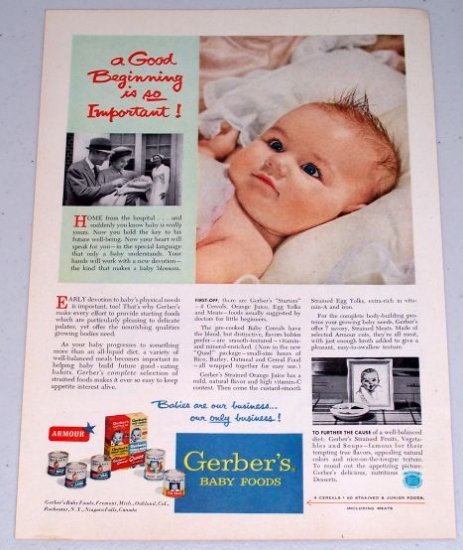 a Good
Beginning
is so
Important!
HOME from the hospital . . . and
suddenly you know baby is really
yours. Now you hold the key to his
future well-being. Now your heart will
speak for you—in the special language
that only a baby understands. Your
hands will work with a new devotion—
the kind that makes a baby blossom.
EARLY devotion to baby's physical needs is
important, too! That's why Gerber's
make every effort to provide starting foods
which are particularly pleasing to delicate
palates, yet offer the nourishing qualities
growing bodies need.
As your baby progresses to something
more than an all-liquid diet, a variety of
well-balanced meals becomes important in
helping baby build future good-eating
habits. Gerber's complete selection of
strained foods makes it ever so easy to keep
appetite interest alive.
FIRST-OFF: there are Gerber's "Starters"
—4 Cereals, Orange Juice, Egg Yolks
and Meats—foods usually suggested by
doctors for little beginners.
The pre-cooked Baby Cereals have
the bland, but distinctive, flavors babies
prefer—are smooth-textured—vitamin-
and mineral-enriched. (Now in the new
"Quad" package—small-size boxes of
Rice, Barley, Oatmeal and Cereal Food
—all wrapped together for easy use.)
Gerber's Strained Orange Juice has a
mild, natural flavor and high vitamin-C
content. Then come the custard-smooth
Strained Egg Yolks, extra-rich in vita-
min-A and iron.
For the complete body-building pro-
teins your growing baby needs, Gerber's
offer 7 savory, Strained Meats. Made of
selected Armour cuts, they're all meat,
with just enough broth added to give a
pleasant, easy-to-swallow texture.
TO FURTHER THE CAUSE of a well-balanced
diet: Gerber's Strained Fruits, Vegeta-
bles and Soups—famous for their
tempting true flavors, appealing natural
colors and nice-on-the-tongue texture.
To round out the appetizing picture,
Gerber's delicious, nutritious
Desserts.
Babies are our business...
our only business!
ARMOUR
Gerber's
BABY FOODS
Gerber's Baby Foods, Fremont, Mich., Oakland, Cal.,
Rochester, N. Y., Niagara Falls, Canada
4 CEREALS • 60 STRAINED & JUNIOR FOODS,
INCLUDING MEATS